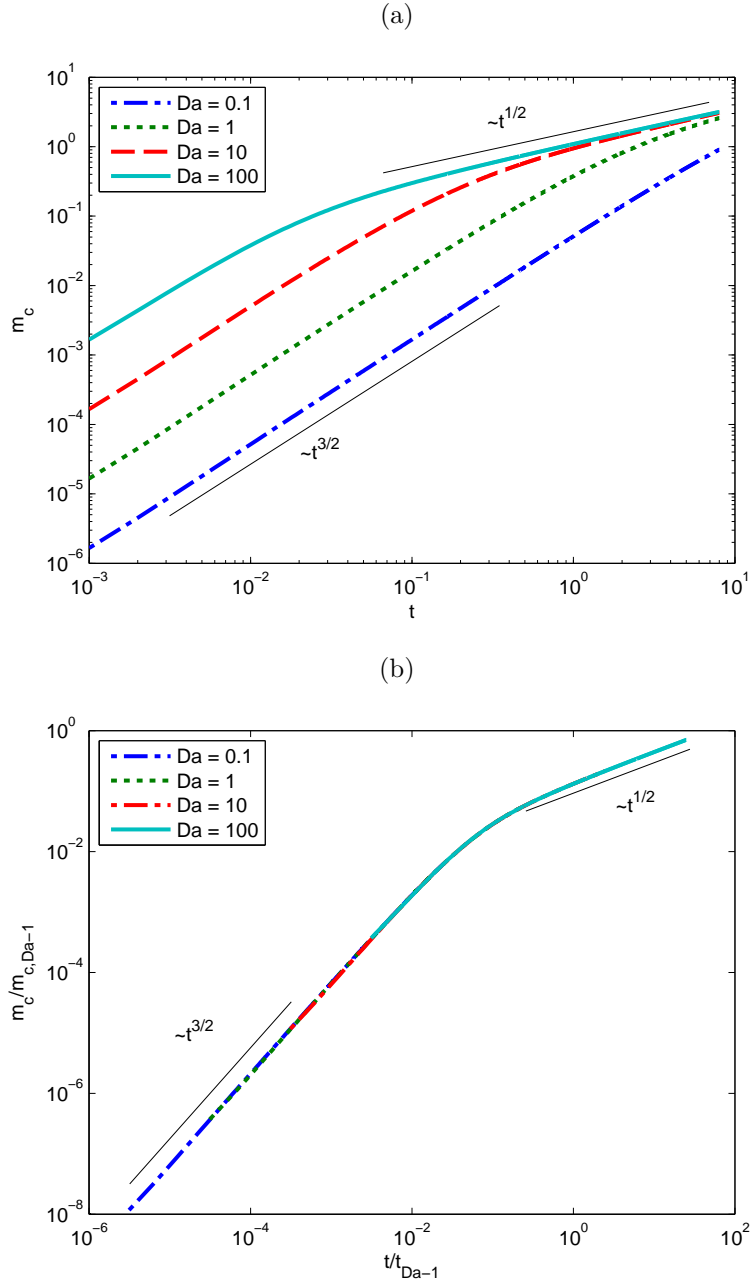 (a)
10^1
10^0
10^−1
10^−2
10^−3
10^−4
10^−5
10^−6
m_c
Da = 0.1
Da = 1
Da = 10
Da = 100
~t^1/2
~t^3/2
10^−3
10^−2
10^−1
10^0
10^1
t
(b)
10^0
10^−2
10^−4
10^−6
10^−8
m_c/m_c,Da−1
Da = 0.1
Da = 1
Da = 10
Da = 100
~t^1/2
~t^3/2
10^−6
10^−4
10^−2
10^0
10^2
t/t_Da−1